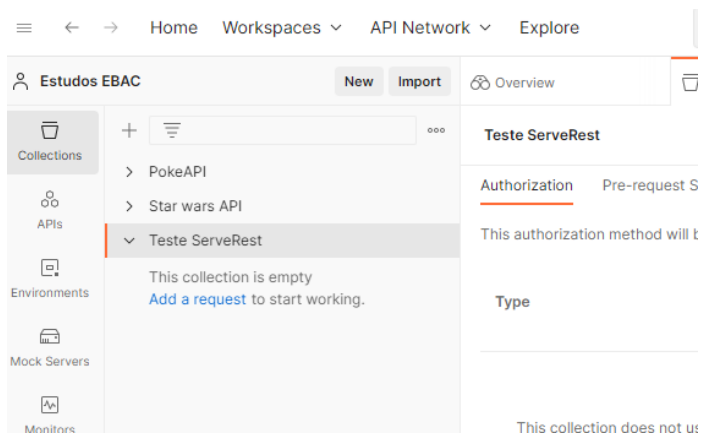 Home Workspaces API Network Explore
Estudos EBAC New Import Overview
Collections
APIs
Environments
Mock Servers
Monitors
PokeAPI
Star wars API
Teste ServeRest
This collection is empty
Add a request to start working.
Teste ServeRest
Authorization Pre-request S
This authorization method will b
Type
This collection does not us